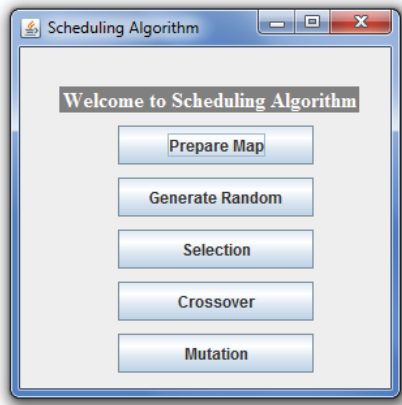 Scheduling Algorithm
Welcome to Scheduling Algorithm
Prepare Map
Generate Random
Selection
Crossover
Mutation